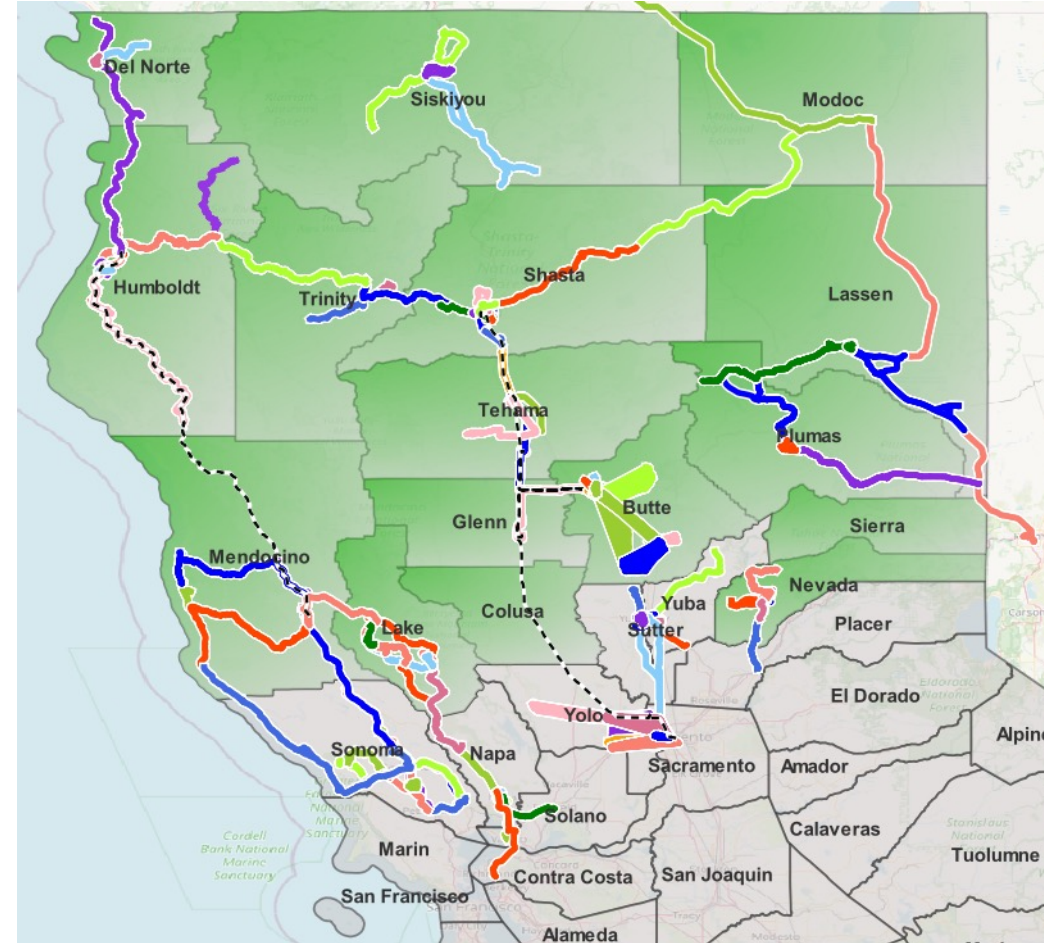 Del Norte
Siskiyou
Modoc
Humboldt
Trinity
Shasta
Lassen
Tehama
Plumas
Glenn
Butte
Sierra
Mendocino
Colusa
Yuba
Nevada
Lake
Sutter
Placer
El Dorado
Yolo
Sonoma
Napa
Sacramento
Amador
Alpine
Solano
Calaveras
Cordell
Bank National
Marine
Sanctuary
Marin
Contra Costa
San Joaquin
Tuolumne
San Francisco
Alameda